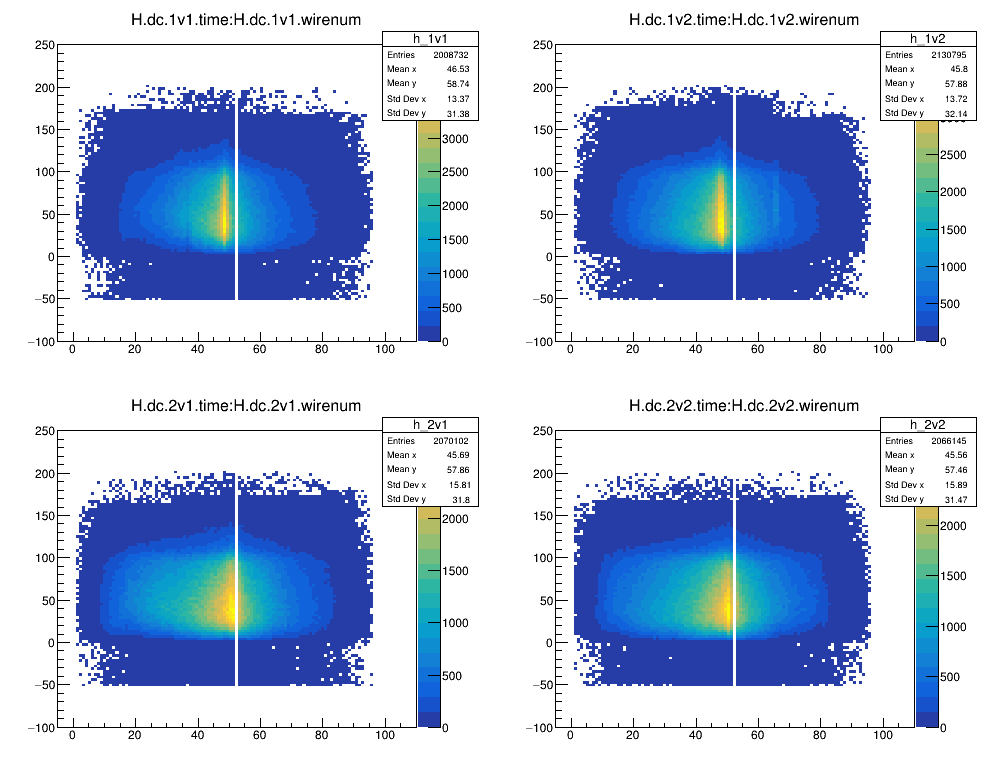 H.dc.1v1.time:H.dc.1v1.wirenum
h_1v1
Entries 2008732
Mean x 46.53
Mean y 58.74
Std Dev x 13.37
Std Dev y 31.38
250
200
150
100
50
0
−50
−100
0 20 40 60 80 100
3000
2500
2000
1500
1000
500
0
H.dc.1v2.time:H.dc.1v2.wirenum
h_1v2
Entries 2130795
Mean x 45.8
Mean y 57.88
Std Dev x 13.72
Std Dev y 32.14
250
200
150
100
50
0
−50
−100
0 20 40 60 80 100
2500
2000
1500
1000
500
0
H.dc.2v1.time:H.dc.2v1.wirenum
h_2v1
Entries 2070102
Mean x 45.69
Mean y 57.86
Std Dev x 15.81
Std Dev y 31.8
250
200
150
100
50
0
−50
−100
0 20 40 60 80 100
2000
1500
1000
500
0
H.dc.2v2.time:H.dc.2v2.wirenum
h_2v2
Entries 2066145
Mean x 45.56
Mean y 57.46
Std Dev x 15.89
Std Dev y 31.47
250
200
150
100
50
0
−50
−100
0 20 40 60 80 100
2000
1500
1000
500
0